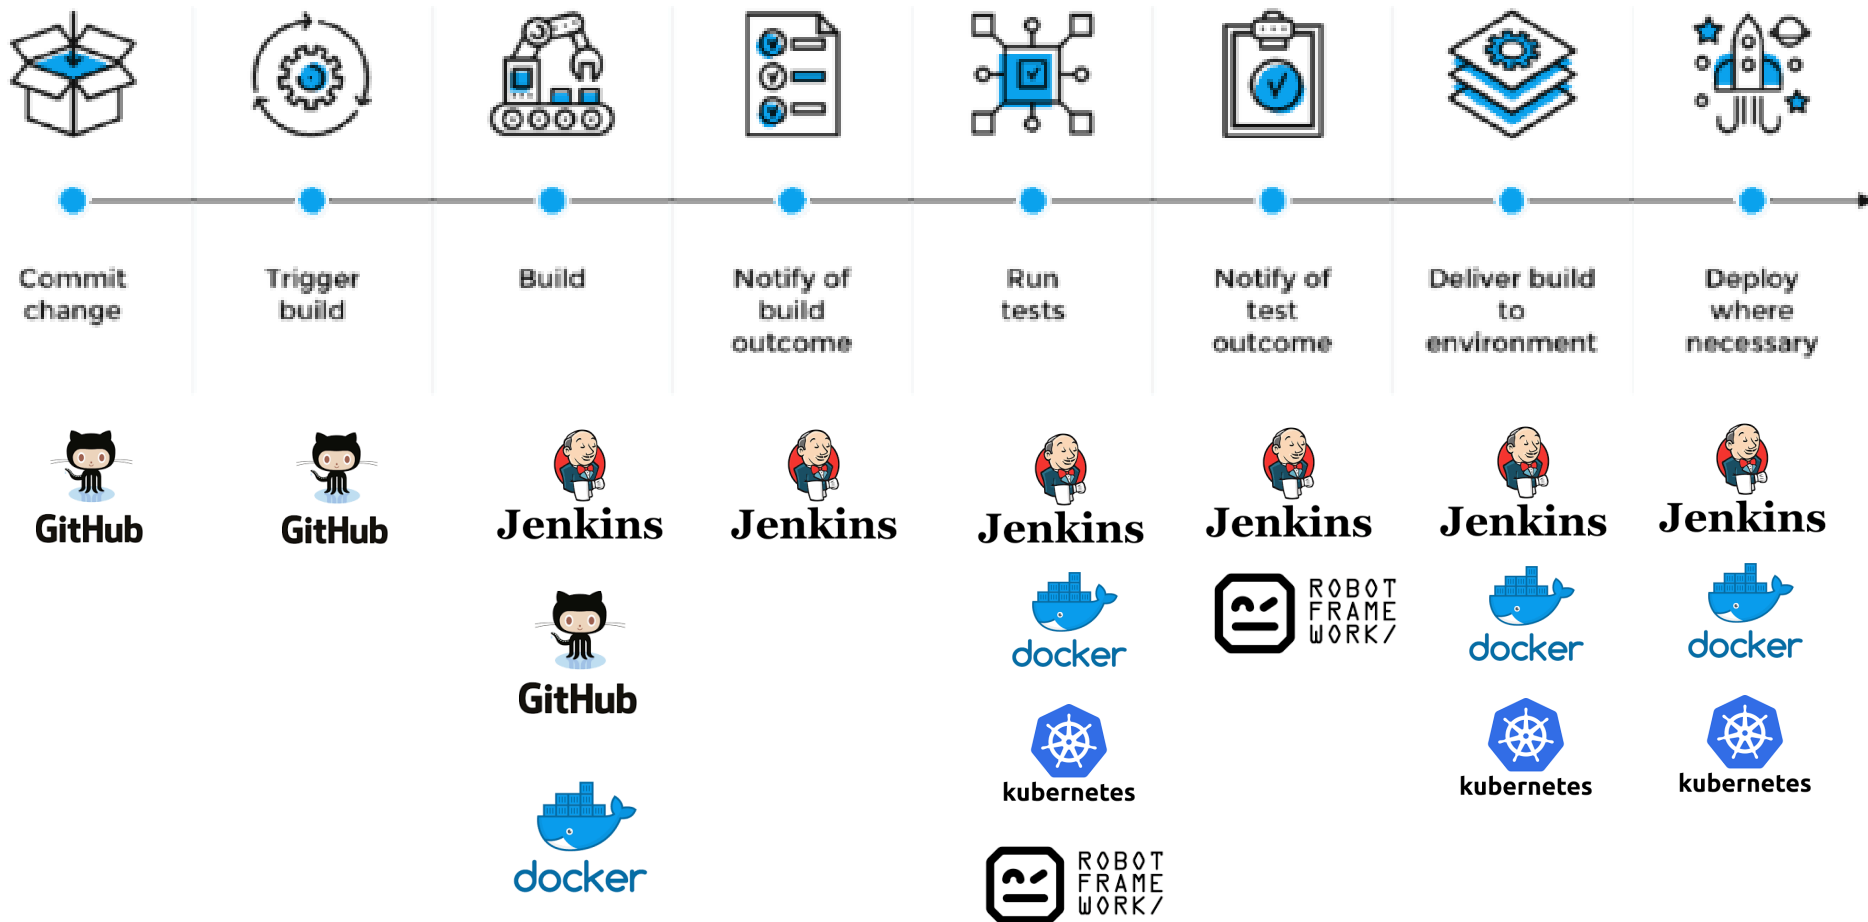 Commit
change
Trigger
build
Build
Notify of
build
outcome
Run
tests
Notify of
test
outcome
Deliver build
to
environment
Deploy
where
necessary
GitHub
GitHub
Jenkins
Jenkins
Jenkins
Jenkins
Jenkins
Jenkins
GitHub
docker
docker
kubernetes
ROBOT
FRAME
WORK/
ROBOT
FRAME
WORK/
docker
kubernetes
docker
kubernetes